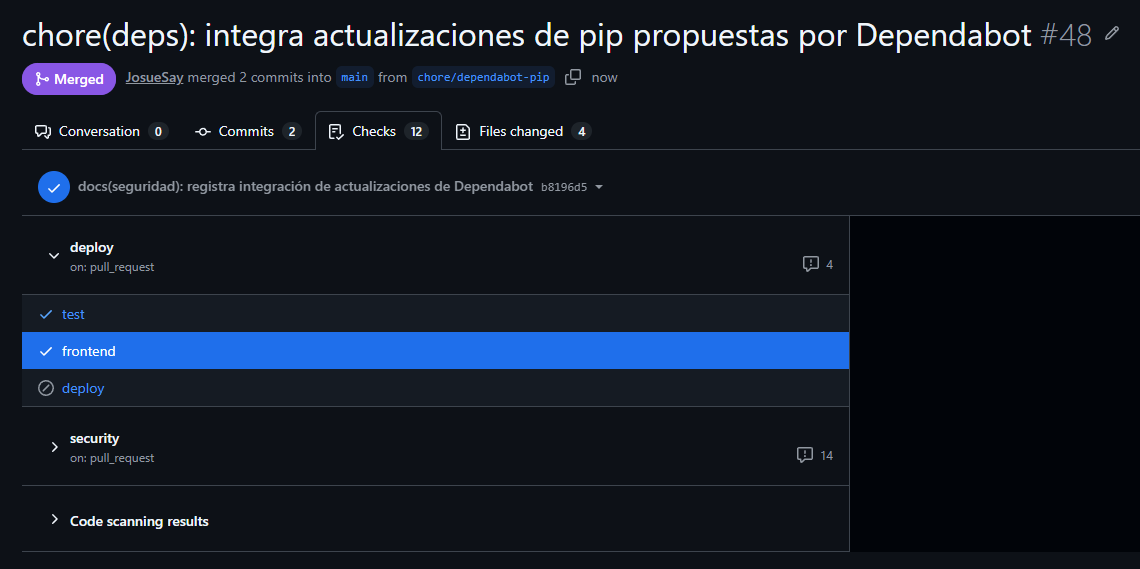 chore(deps): integra actualizaciones de pip propuestas por Dependabot #48
Merged JosueSay merged 2 commits into main from chore/dependabot-pip now
Conversation 0 Commits 2 Checks 12 Files changed 4
docs(seguridad): registra integración de actualizaciones de Dependabot b8196d5
deploy
on: pull_request
4
test
frontend
deploy
security
on: pull_request
14
Code scanning results